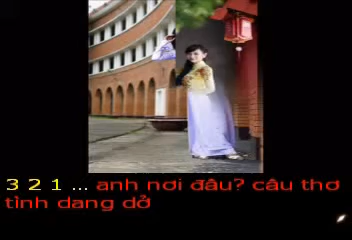 3 2 1 ... anh nơi đâu? câu thơ
tình dang dở